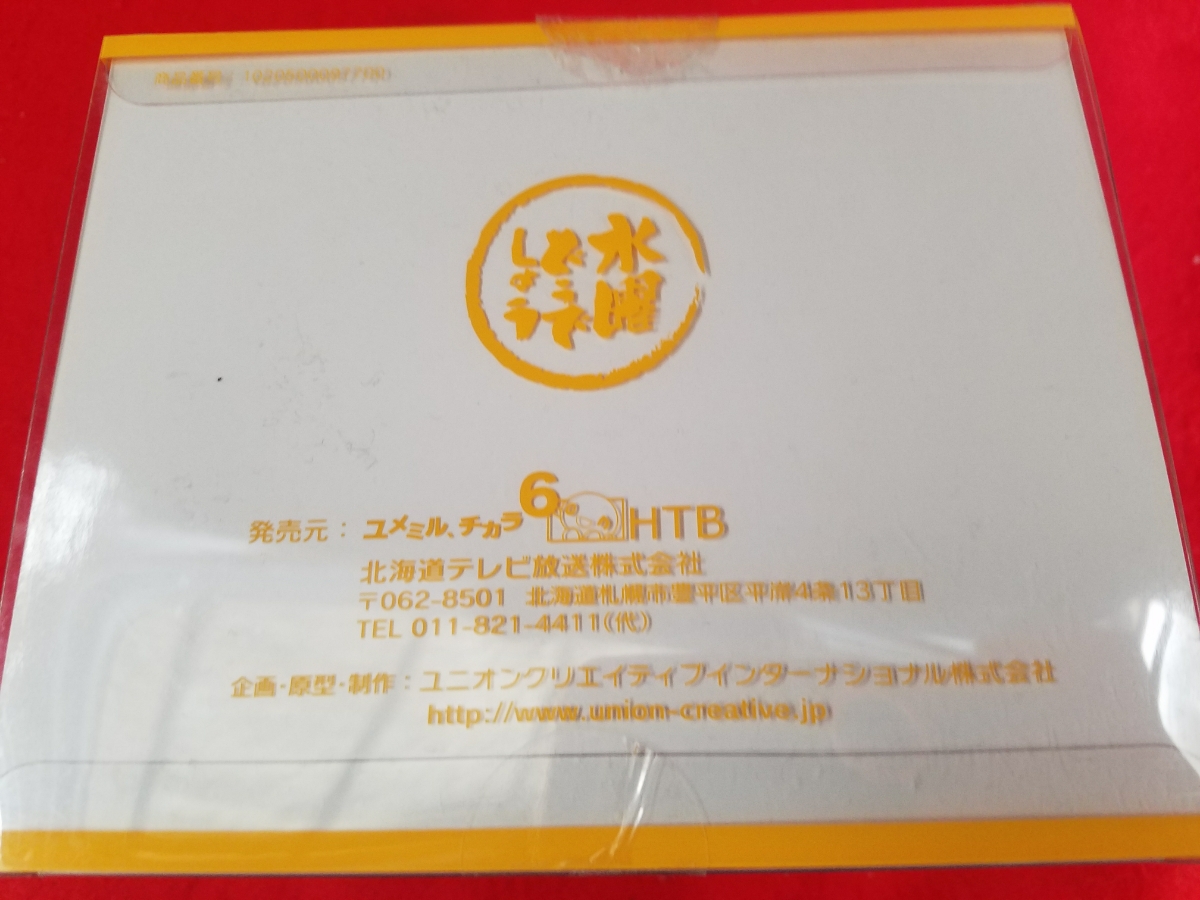 水曜
どうで
しょう
発売元：ユメミル、チカラ 6 HTB
北海道テレビ放送株式会社
〒062-8501 北海道札幌市豊平区平岸4条13丁目
TEL 011-821-4411(代)
企画・原型・制作：ユニオンクリエイティブインターナショナル株式会社
http://www.union-creative.jp